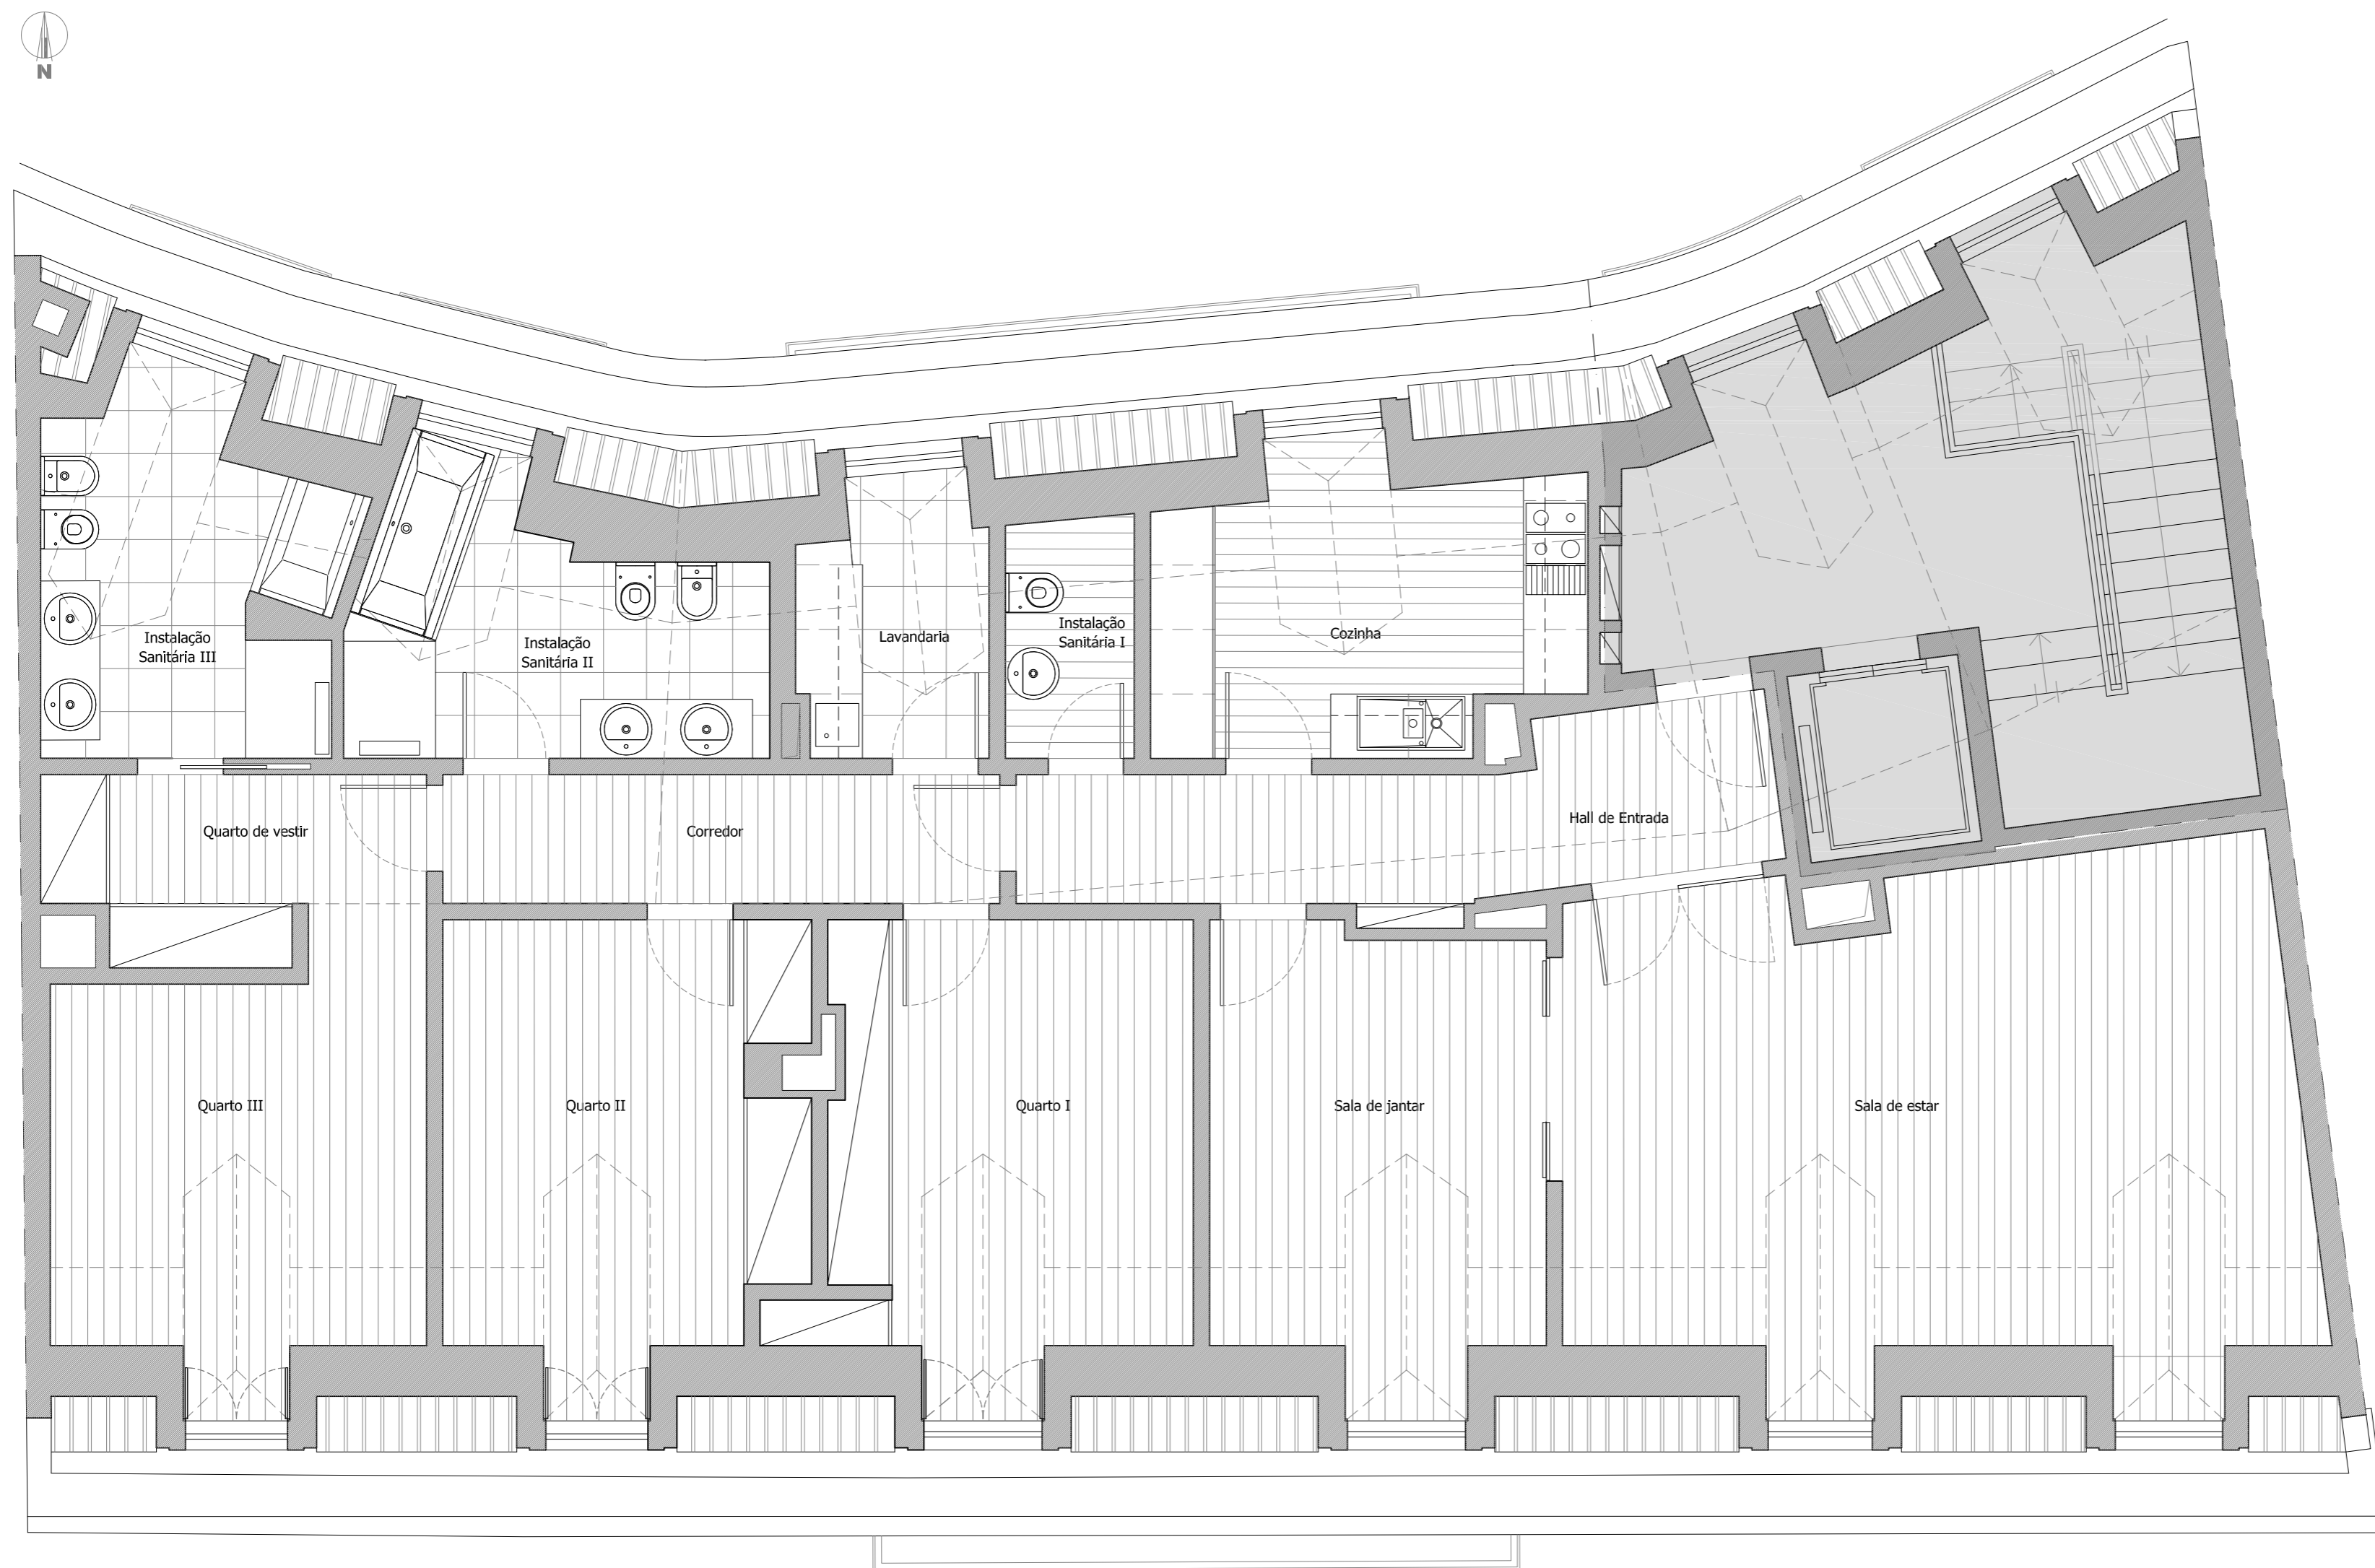 N
Instalação
Sanitária III
Instalação
Sanitária II
Lavandaria
Instalação
Sanitária I
Cozinha
Quarto de vestir
Corredor
Hall de Entrada
Quarto III
Quarto II
Quarto I
Sala de jantar
Sala de estar